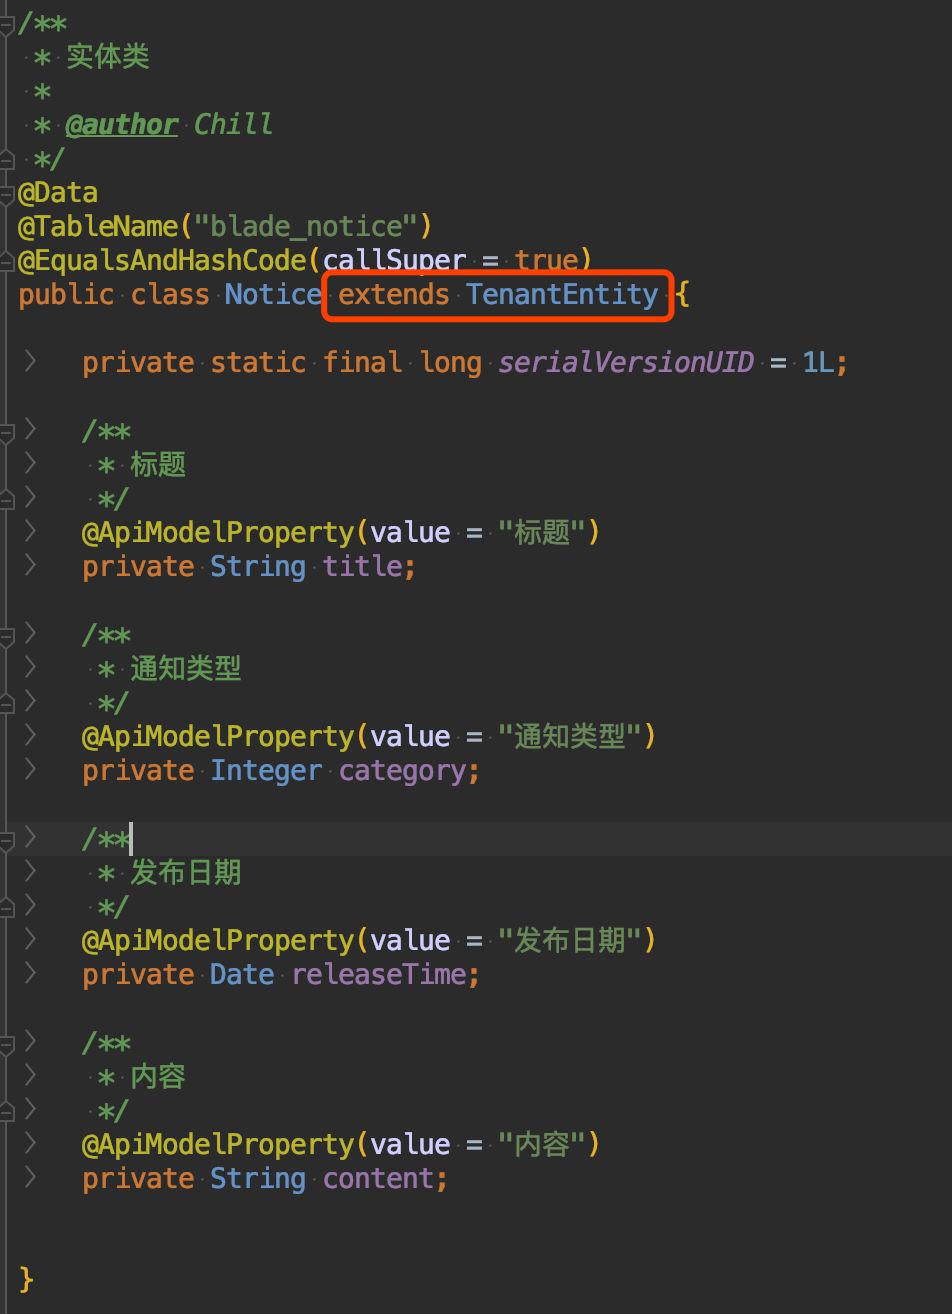 /**
 * 实体类
 *
 * @author Chill
 */
@Data
@TableName("blade_notice")
@EqualsAndHashCode(callSuper = true)
public class Notice extends TenantEntity {
private static final long serialVersionUID = 1L;
/**
 * 标题
 */
@ApiModelProperty(value = "标题")
private String title;
/**
 * 通知类型
 */
@ApiModelProperty(value = "通知类型")
private Integer category;
/**
 * 发布日期
 */
@ApiModelProperty(value = "发布日期")
private Date releaseTime;
/**
 * 内容
 */
@ApiModelProperty(value = "内容")
private String content;
}